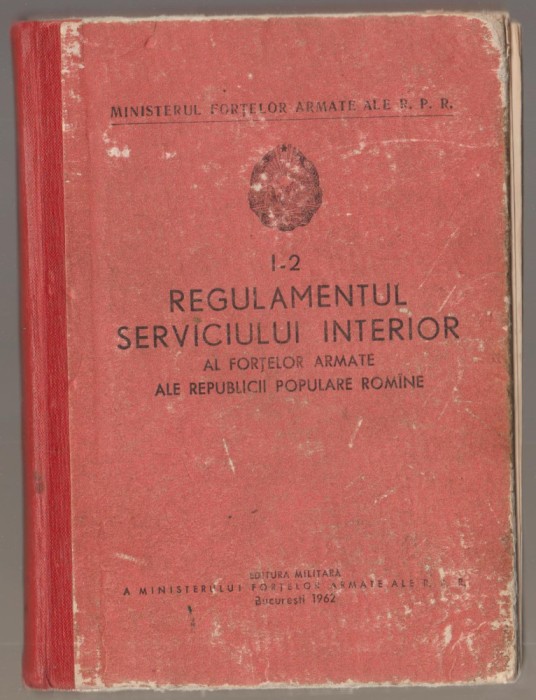 MINISTERUL FORȚELOR ARMATE ALE R. P. R.
I-2
REGULAMENTUL
SERVICIULUI INTERIOR
AL FORȚELOR ARMATE
ALE REPUBLICII POPULARE ROMÎNE
EDITURA MILITARĂ
A MINISTERULUI FORȚELOR ARMATE ALE R. P. R.
București 1962